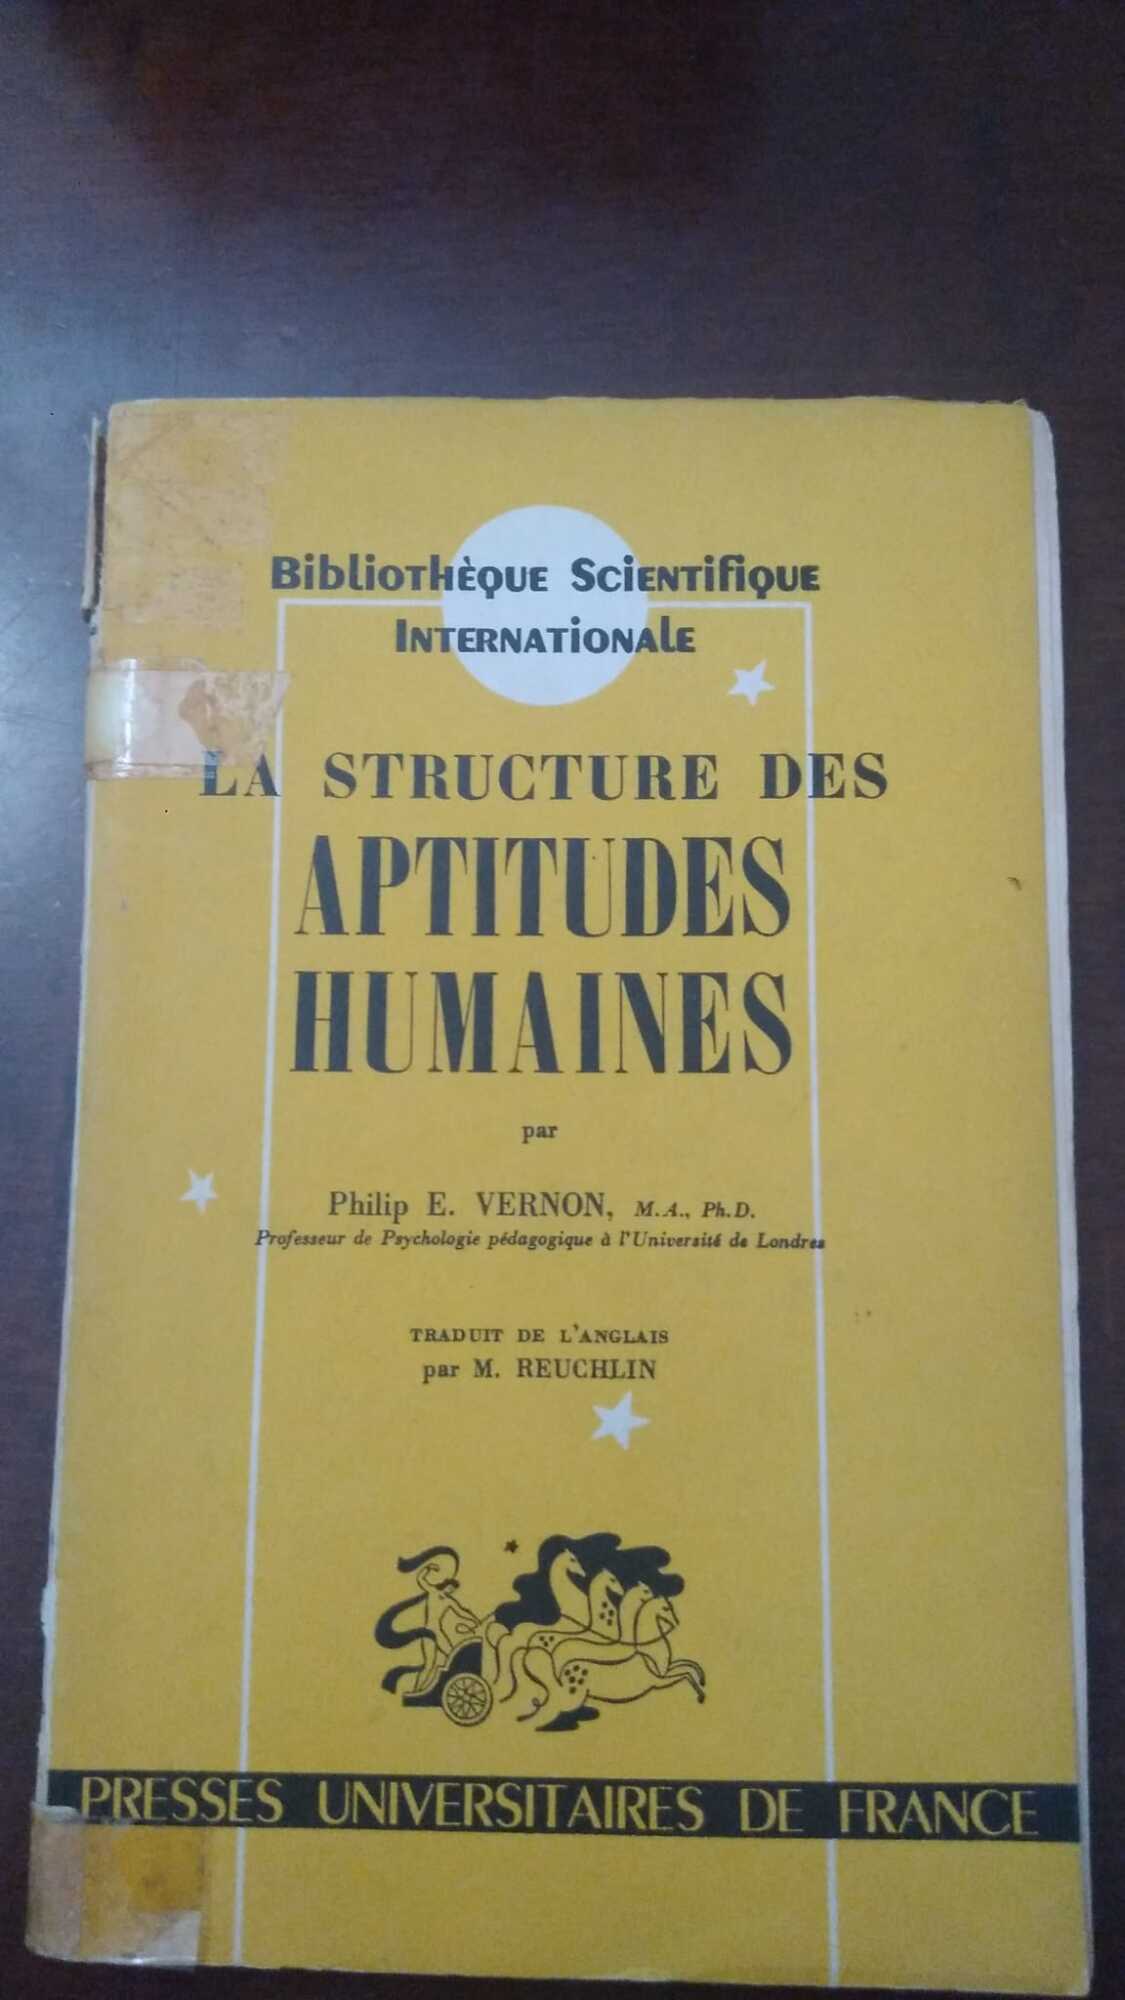 Bibliothèque Scientifique
Internationale
LA STRUCTURE DES
APTITUDES
HUMAINES
par
Philip E. VERNON, M.A., Ph.D.
Professeur de Psychologie pédagogique à l'Université de Londres
TRADUIT DE L'ANGLAIS
par M. REUCHLIN
PRESSES UNIVERSITAIRES DE FRANCE